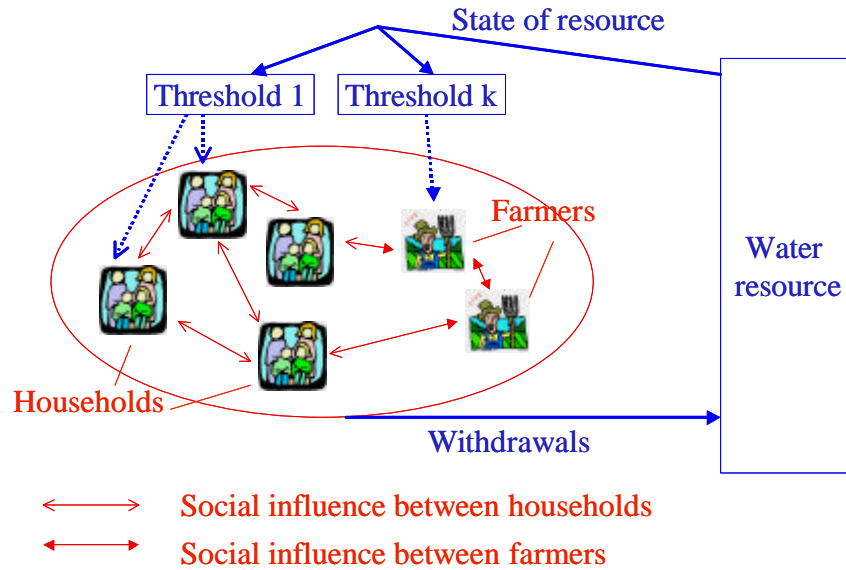 State of resource
Threshold 1
Threshold k
Farmers
Water
resource
Households
Withdrawals
Social influence between households
Social influence between farmers